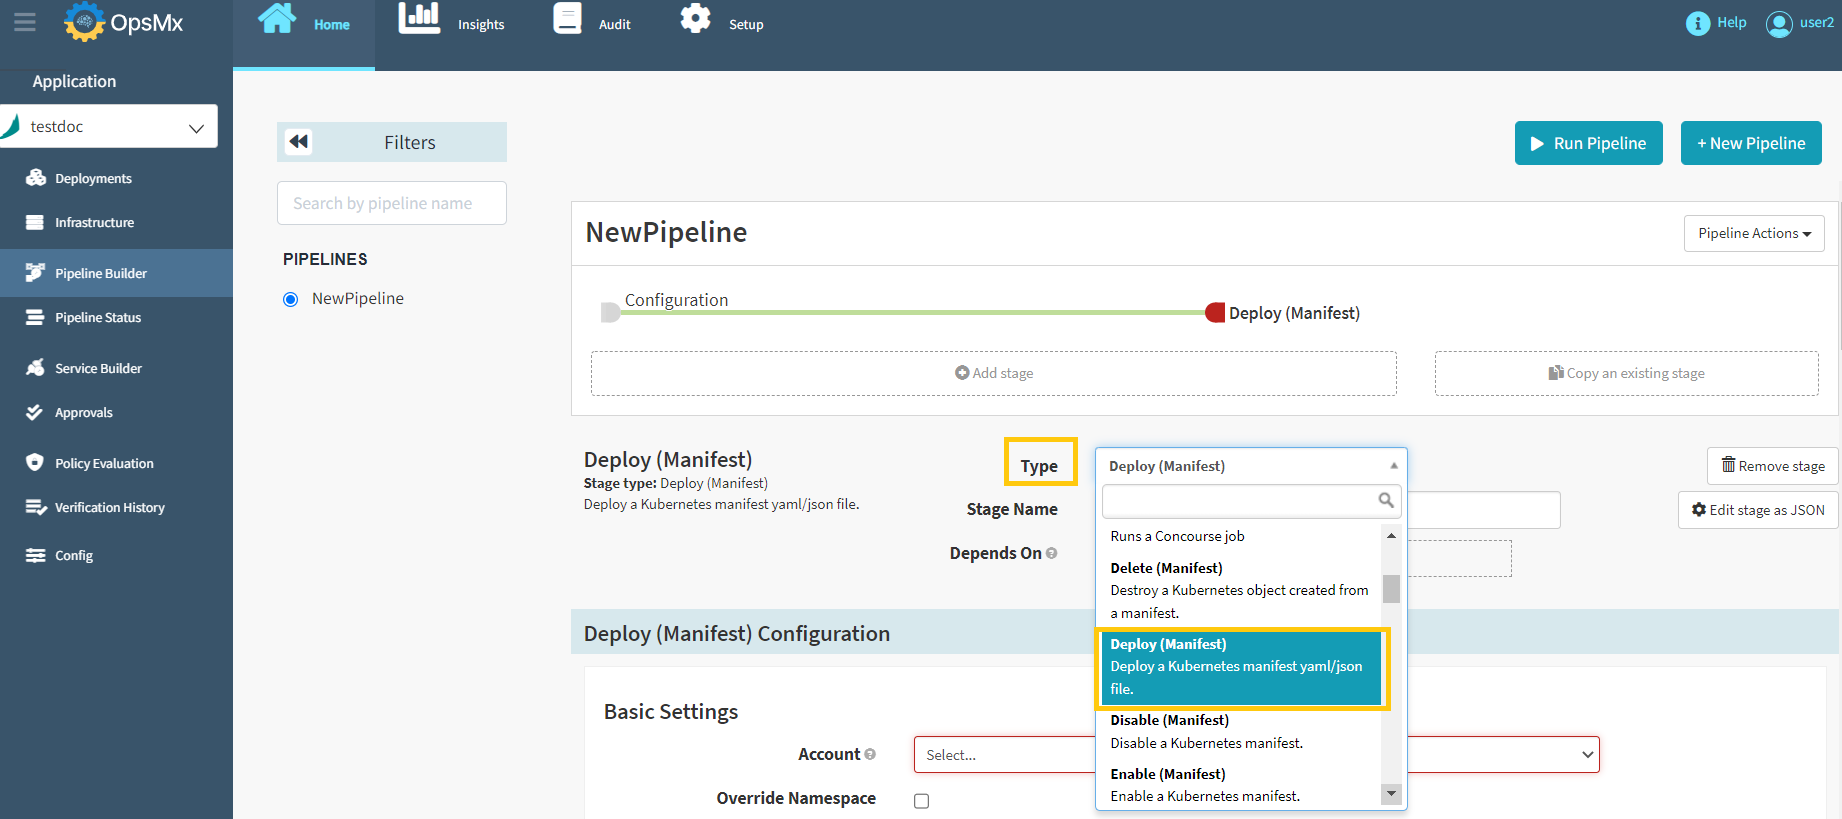 OpsMx
Home
Insights
Audit
Setup
Help
user2
Application
testdoc
Deployments
Infrastructure
Pipeline Builder
Pipeline Status
Service Builder
Approvals
Policy Evaluation
Verification History
Config
Filters
Search by pipeline name
PIPELINES
NewPipeline
Run Pipeline
+ New Pipeline
NewPipeline
Pipeline Actions
Configuration
Deploy (Manifest)
Add stage
Copy an existing stage
Deploy (Manifest)
Stage type: Deploy (Manifest)
Deploy a Kubernetes manifest yaml/json file.
Type
Deploy (Manifest)
Remove stage
Stage Name
Edit stage as JSON
Depends On
Runs a Concourse job
Delete (Manifest)
Destroy a Kubernetes object created from
a manifest.
Deploy (Manifest)
Deploy a Kubernetes manifest yaml/json
file.
Disable (Manifest)
Disable a Kubernetes manifest.
Enable (Manifest)
Enable a Kubernetes manifest.
Deploy (Manifest) Configuration
Basic Settings
Account
Select...
Override Namespace